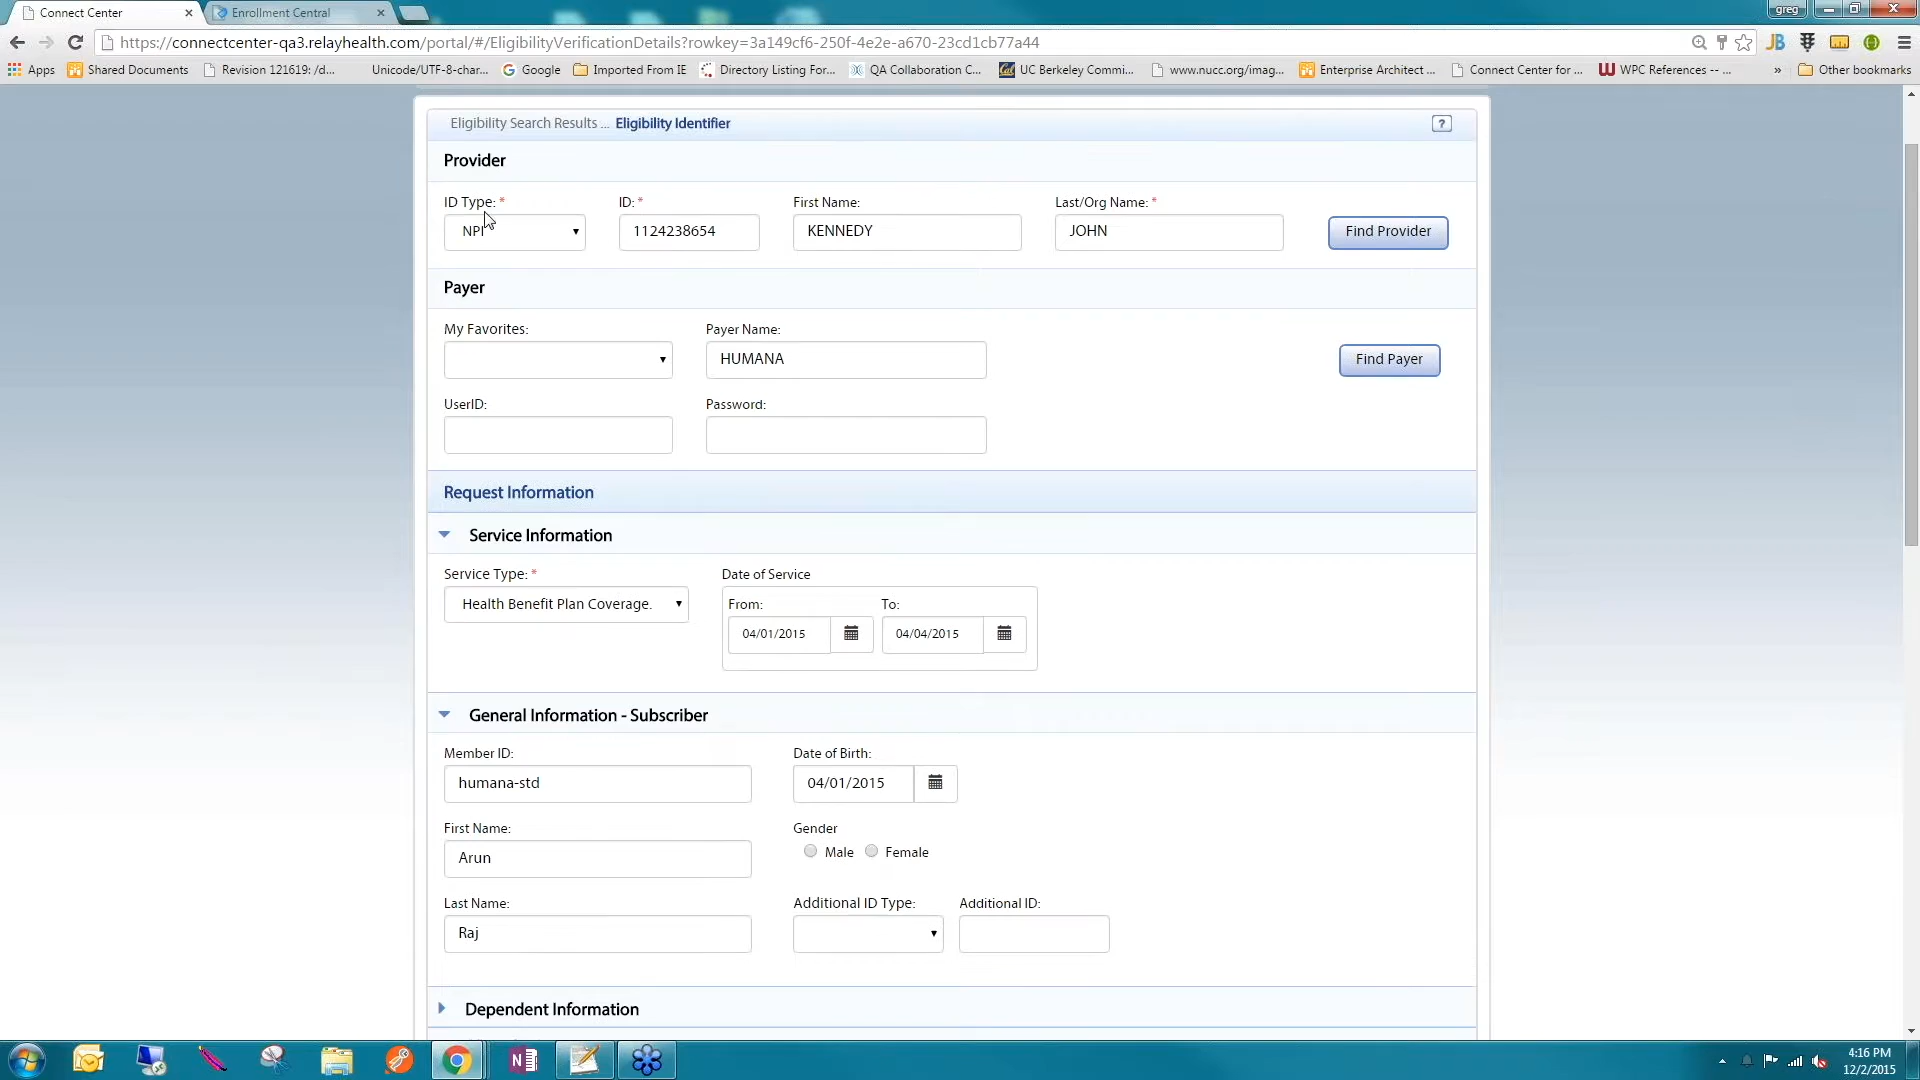 Connect Center
Enrollment Central
greg
https://connectcenter-qa3.relayhealth.com/portal/#/EligibilityVerificationDetails?rowkey=3a149cf6-250f-4e2e-a670-23cd1cb77a44
JB
Apps Shared Documents Revision 121619: /d... Unicode/UTF-8-char... Google Imported From IE Directory Listing For... QA Collaboration C... UC Berkeley Commi... www.nucc.org/imag... Enterprise Architect ... Connect Center for ... WPC References -- ... » Other bookmarks
Eligibility Search Results ... Eligibility Identifier ?
Provider
ID Type: * ID: * First Name: Last/Org Name: *
NPI 1124238654 KENNEDY JOHN Find Provider
Payer
My Favorites: Payer Name:
HUMANA Find Payer
UserID: Password:
Request Information
Service Information
Service Type: * Date of Service
Health Benefit Plan Coverage. From: To:
04/01/2015 04/04/2015
General Information - Subscriber
Member ID: Date of Birth:
humana-std 04/01/2015
First Name: Gender
Arun Male Female
Last Name: Additional ID Type: Additional ID:
Raj
Dependent Information
4:16 PM
12/2/2015